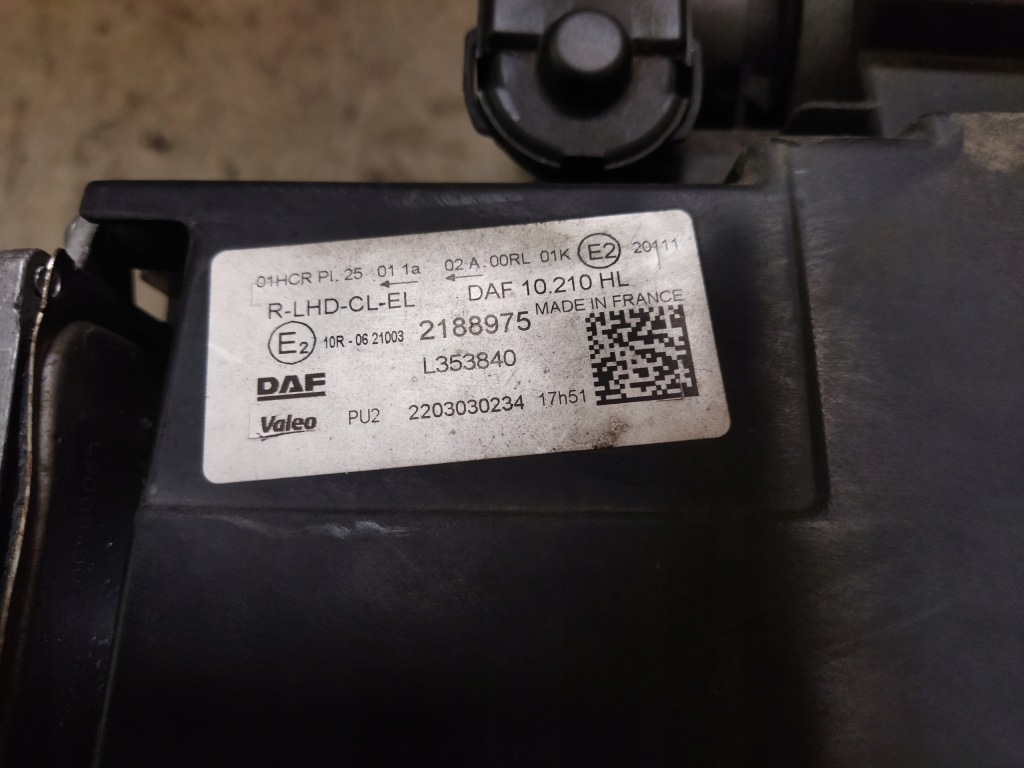 01HCR Pl. 25 01 1a 02 A 00RL 01K E2 20111
R-LHD-CL-EL DAF 10.210 HL
E2 10R - 06 21003 2188975 MADE IN FRANCE
L353840
DAF
Valeo PU2 2203030234 17h51